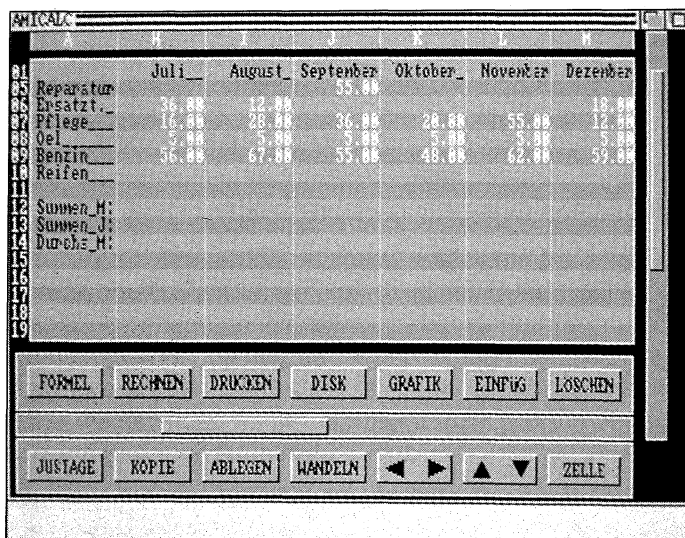 AMICALC
A H I J K L M
01 Juli__ August_ September Oktober_ November Dezember
05 Reparatur 55.00
06 Ersatzt._ 36.00 12.00 18.00
07 Pflege___ 16.00 28.00 36.00 20.00 55.00 12.00
08 Oel______ 5.00 5.00 5.00 5.00 5.00 5.00
09 Benzin___ 56.00 67.00 55.00 48.00 62.00 59.00
10 Reifen___
11
12 Summen_M:
13 Summen_J:
14 Durchs_M:
15
16
17
18
19
FORMEL RECHNEN DRUCKEN DISK GRAFIK EINFüG LöSCHEN
JUSTAGE KOPIE ABLEGEN WANDELN ZELLE